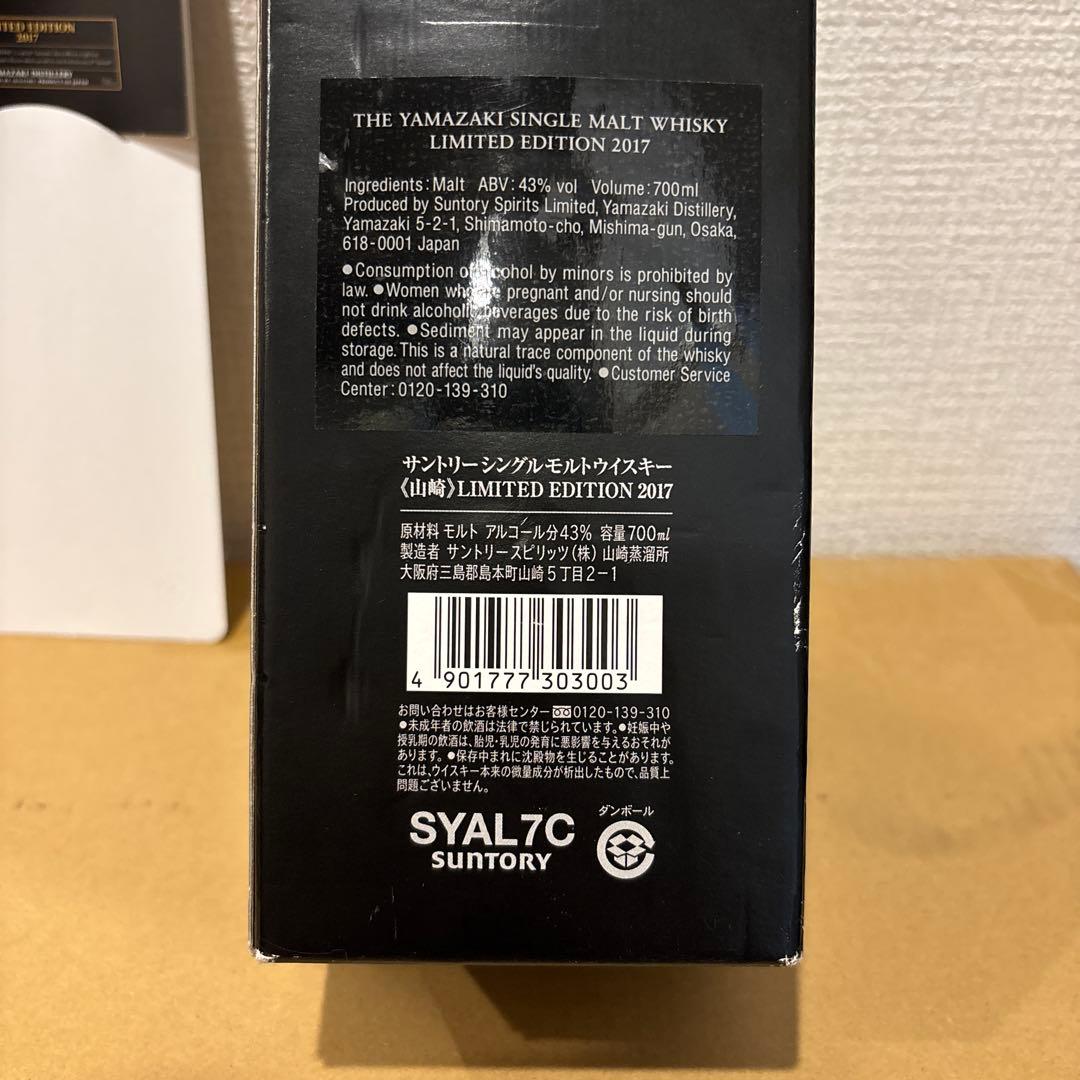 LIMITED EDITION
2017
YAMAZAKI DISTILLERY
THE YAMAZAKI SINGLE MALT WHISKY
LIMITED EDITION 2017
Ingredients:Malt ABV:43% vol Volume:700ml
Produced by Suntory Spirits Limited, Yamazaki Distillery,
Yamazaki 5-2-1, Shimamoto-cho, Mishima-gun, Osaka,
618-0001 Japan
●Consumption of alcohol by minors is prohibited by
law. ●Women who are pregnant and/or nursing should
not drink alcoholic beverages due to the risk of birth
defects. ●Sediment may appear in the liquid during
storage. This is a natural trace component of the whisky
and does not affect the liquid's quality. ●Customer Service
Center:0120-139-310
サントリーシングルモルトウイスキー
《山崎》LIMITED EDITION 2017
原材料 モルト アルコール分43% 容量700ml
製造者 サントリースピリッツ(株) 山崎蒸溜所
大阪府三島郡島本町山崎5丁目2-1
4 901777 303003
お問い合わせはお客様センター 0120-139-310
●未成年者の飲酒は法律で禁じられています。●妊娠中や
授乳期の飲酒は、胎児・乳児の発育に悪影響を与えるおそれが
あります。●保存中まれに沈殿物を生じることがあります。
これは、ウイスキー本来の微量成分が析出したもので、品質上
問題ございません。
ダンボール
SYAL7C
SUNTORY